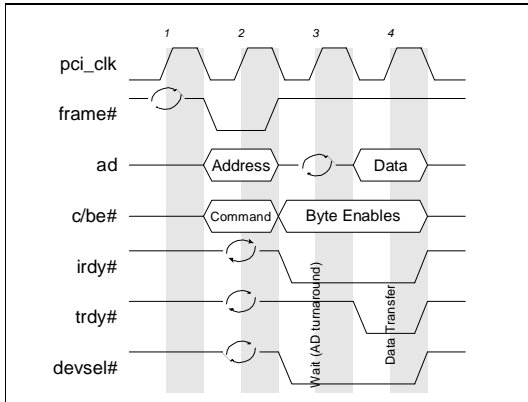 1 2 3 4
pci_clk
frame#
ad Address Data
c/be# Command Byte Enables
irdy#
trdy#
devsel#
Wait (AD turnaround)
Data Transfer